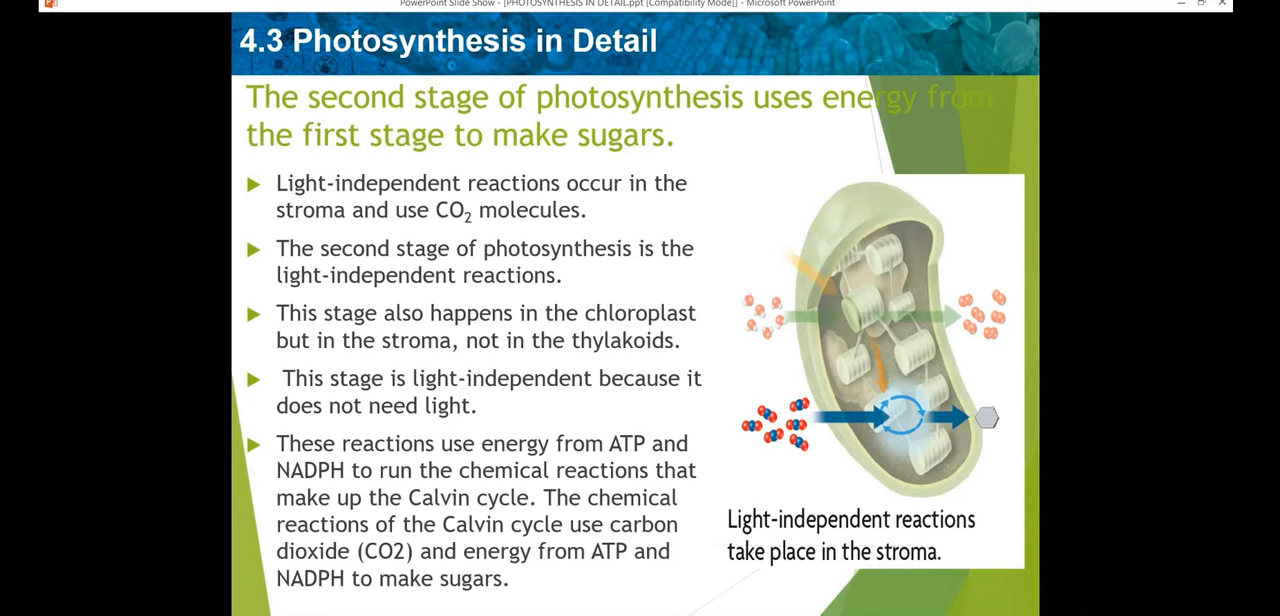 PowerPoint Slide Show - [PHOTOSYNTHESIS IN DETAIL.ppt [Compatibility Mode]] - Microsoft PowerPoint
4.3 Photosynthesis in Detail
The second stage of photosynthesis uses energy from
the first stage to make sugars.
Light-independent reactions occur in the
stroma and use CO₂ molecules.
The second stage of photosynthesis is the
light-independent reactions.
This stage also happens in the chloroplast
but in the stroma, not in the thylakoids.
This stage is light-independent because it
does not need light.
These reactions use energy from ATP and
NADPH to run the chemical reactions that
make up the Calvin cycle. The chemical
reactions of the Calvin cycle use carbon
dioxide (CO2) and energy from ATP and
NADPH to make sugars.
Light-independent reactions
take place in the stroma.